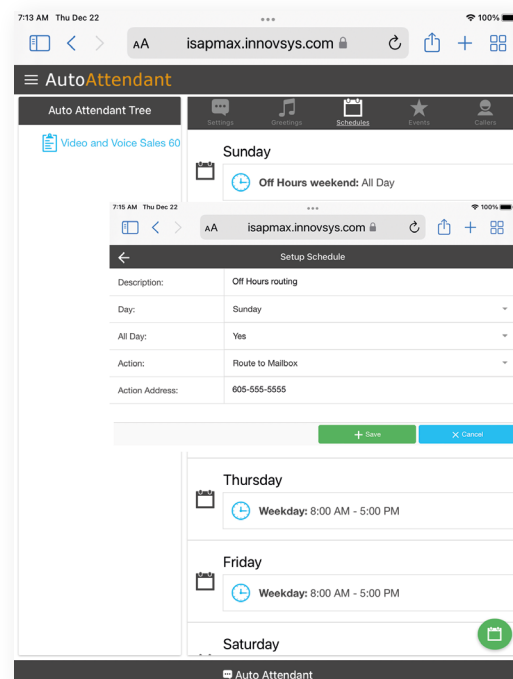 7:13 AM Thu Dec 22
100%
AA isapmax.innovsys.com
AutoAttendant
Auto Attendant Tree
Video and Voice Sales 60
Settings Greetings Schedules Events Callers
Sunday
Off Hours weekend: All Day
7:15 AM Thu Dec 22
100%
AA isapmax.innovsys.com
Setup Schedule
Description: Off Hours routing
Day: Sunday
All Day: Yes
Action: Route to Mailbox
Action Address: 605-555-5555
+ Save
X Cancel
Thursday
Weekday: 8:00 AM - 5:00 PM
Friday
Weekday: 8:00 AM - 5:00 PM
Saturday
Auto Attendant